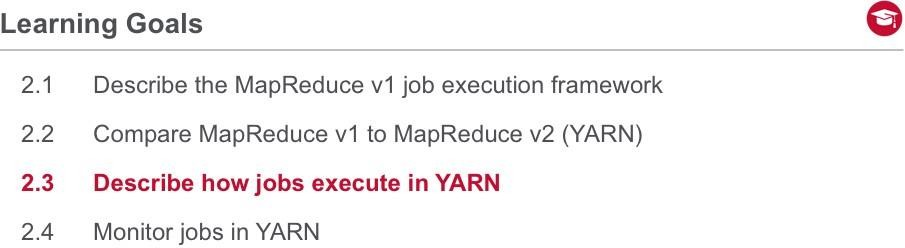 Learning Goals
2.1 Describe the MapReduce v1 job execution framework
2.2 Compare MapReduce v1 to MapReduce v2 (YARN)
2.3 Describe how jobs execute in YARN
2.4 Monitor jobs in YARN